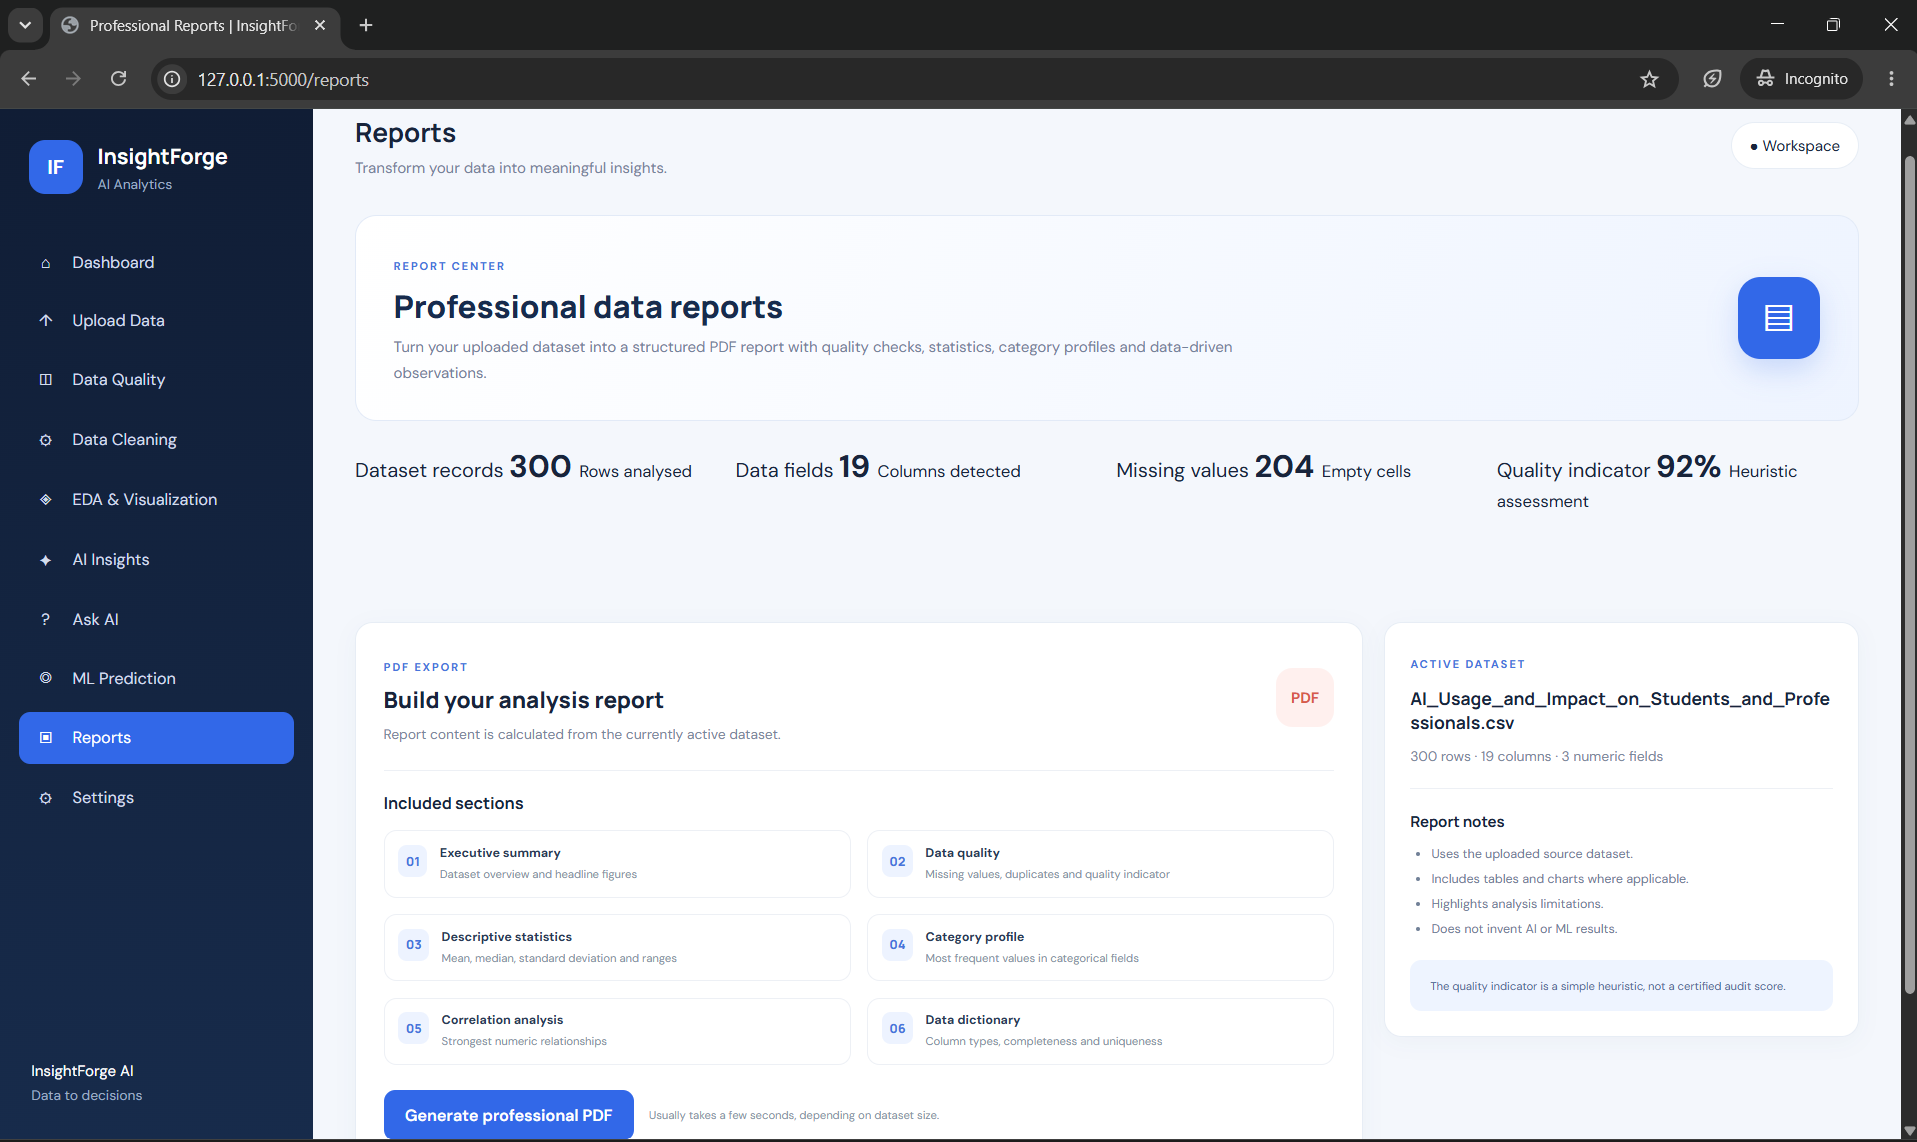 Professional Reports | InsightFo
127.0.0.1:5000/reports
Incognito
IF
InsightForge
AI Analytics
Dashboard
Upload Data
Data Quality
Data Cleaning
EDA & Visualization
AI Insights
? Ask AI
ML Prediction
Reports
Settings
InsightForge AI
Data to decisions
Reports
Transform your data into meaningful insights.
• Workspace
REPORT CENTER
Professional data reports
Turn your uploaded dataset into a structured PDF report with quality checks, statistics, category profiles and data-driven
observations.
Dataset records 300 Rows analysed
Data fields 19 Columns detected
Missing values 204 Empty cells
Quality indicator 92% Heuristic
assessment
PDF EXPORT
Build your analysis report
Report content is calculated from the currently active dataset.
PDF
Included sections
01 Executive summary
Dataset overview and headline figures
02 Data quality
Missing values, duplicates and quality indicator
03 Descriptive statistics
Mean, median, standard deviation and ranges
04 Category profile
Most frequent values in categorical fields
05 Correlation analysis
Strongest numeric relationships
06 Data dictionary
Column types, completeness and uniqueness
Generate professional PDF
Usually takes a few seconds, depending on dataset size.
ACTIVE DATASET
AI_Usage_and_Impact_on_Students_and_Profe
ssionals.csv
300 rows · 19 columns · 3 numeric fields
Report notes
• Uses the uploaded source dataset.
• Includes tables and charts where applicable.
• Highlights analysis limitations.
• Does not invent AI or ML results.
The quality indicator is a simple heuristic, not a certified audit score.